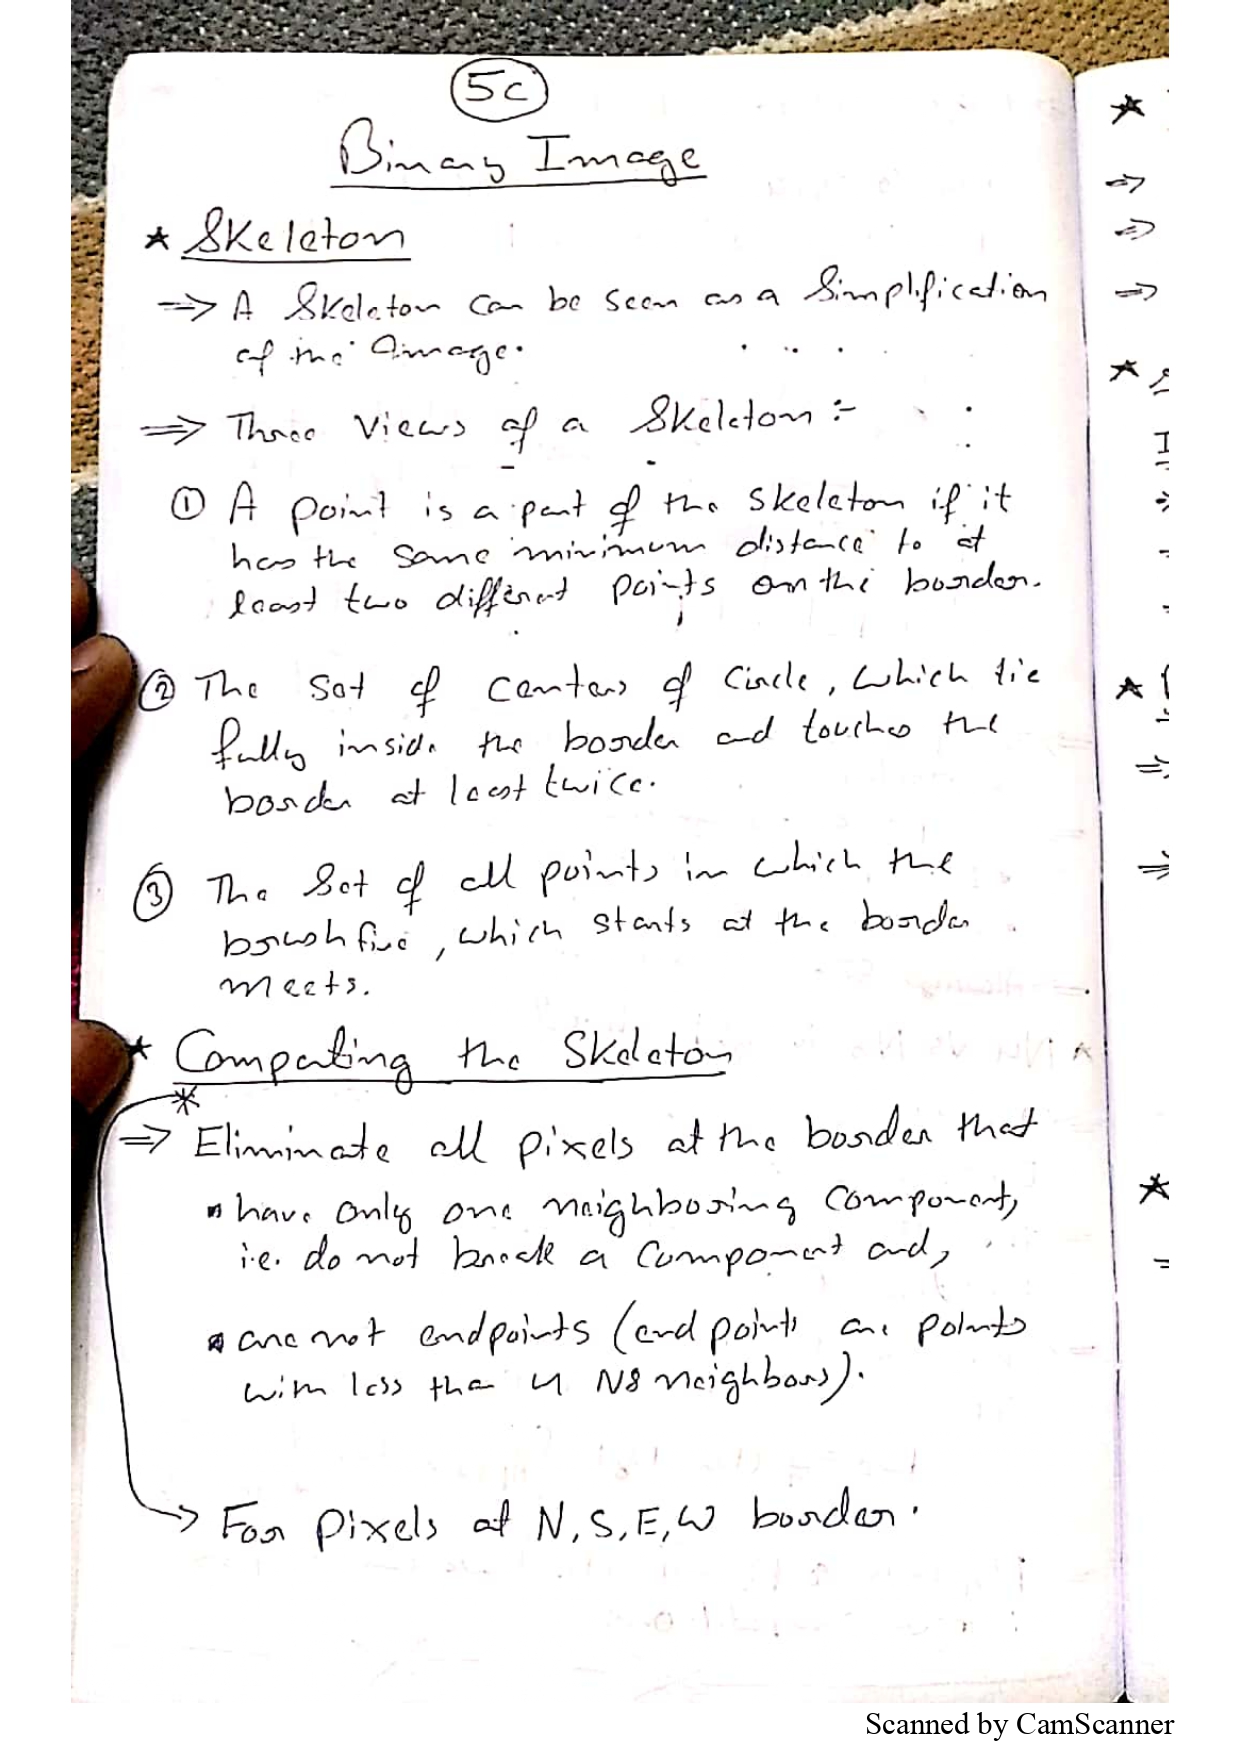 5c
Binary Image
* Skeleton
⇒ A Skeleton can be seen as a Simplification
of the Image.
⇒ Three Views of a Skeleton :-
① A point is a part of the skeleton if it
has the same minimum distance to at
least two different points on the border.
② The set of centers of Circle, which lie
fully inside the border and touches the
border at least twice.
③ The Set of all points in which the
brush fire, which starts at the border
meets.
* Computing the Skeleton
*
⇒ Eliminate all pixels at the border that
▪ have only one neighboring component,
i.e. do not break a component and,
▪ are not endpoints (end points are points
with less than 4 N8 neighbors).
→ For pixels at N, S, E, W border.
Scanned by CamScanner